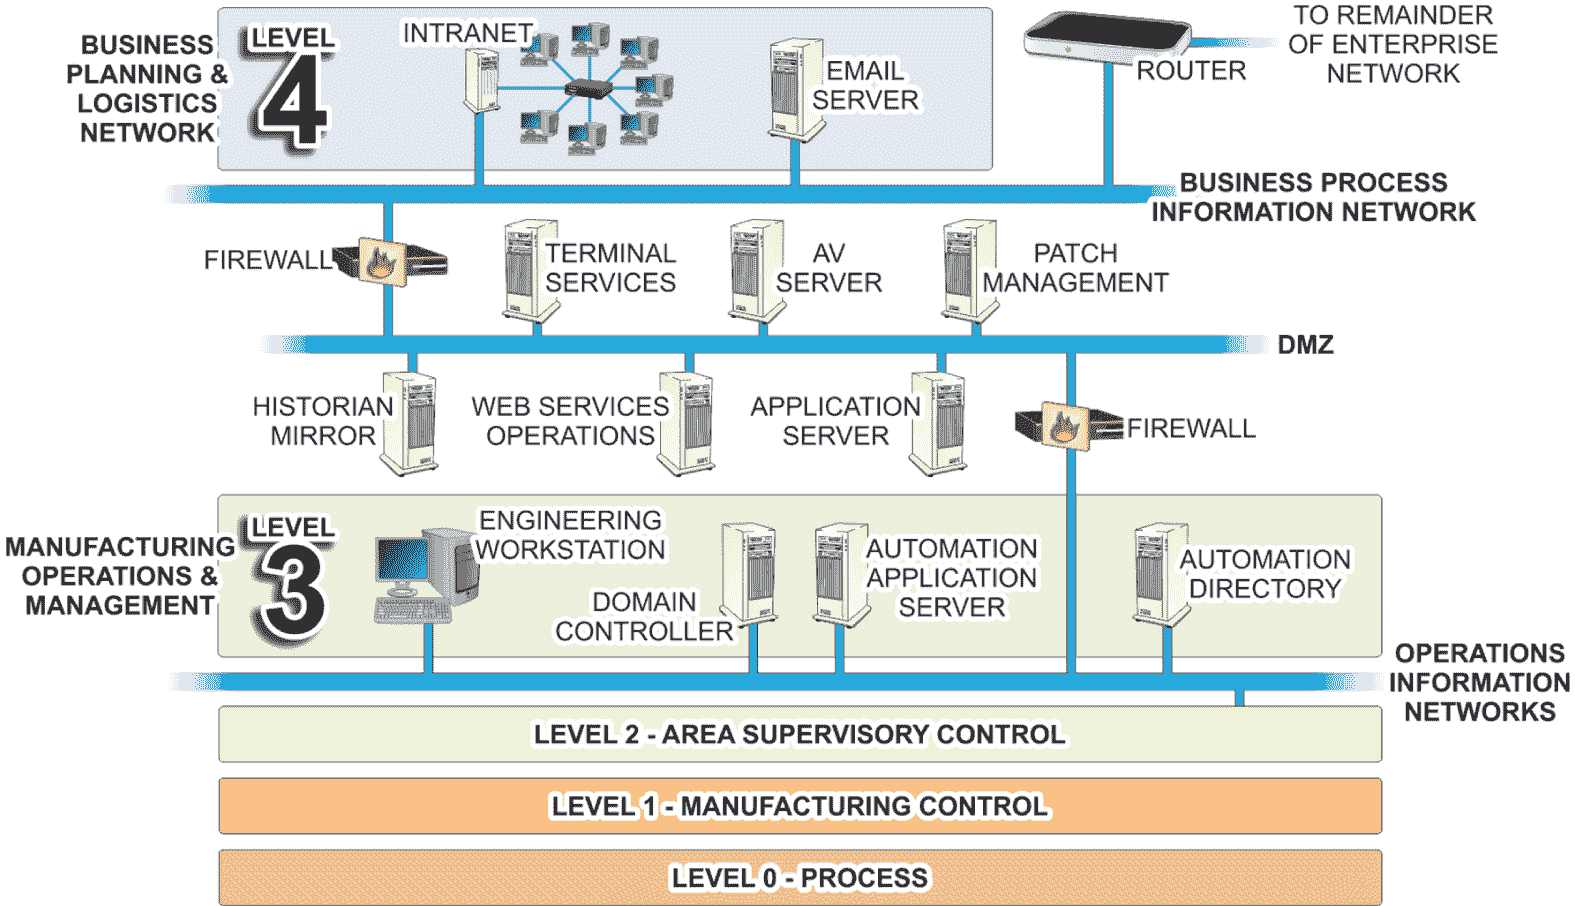 BUSINESS
PLANNING &
LOGISTICS
NETWORK
LEVEL
4
INTRANET
EMAIL
SERVER
ROUTER
TO REMAINDER
OF ENTERPRISE
NETWORK
BUSINESS PROCESS
INFORMATION NETWORK
FIREWALL
TERMINAL
SERVICES
AV
SERVER
PATCH
MANAGEMENT
DMZ
HISTORIAN
MIRROR
WEB SERVICES
OPERATIONS
APPLICATION
SERVER
FIREWALL
MANUFACTURING
OPERATIONS &
MANAGEMENT
LEVEL
3
ENGINEERING
WORKSTATION
DOMAIN
CONTROLLER
AUTOMATION
APPLICATION
SERVER
AUTOMATION
DIRECTORY
OPERATIONS
INFORMATION
NETWORKS
LEVEL 2 - AREA SUPERVISORY CONTROL
LEVEL 1 - MANUFACTURING CONTROL
LEVEL 0 - PROCESS